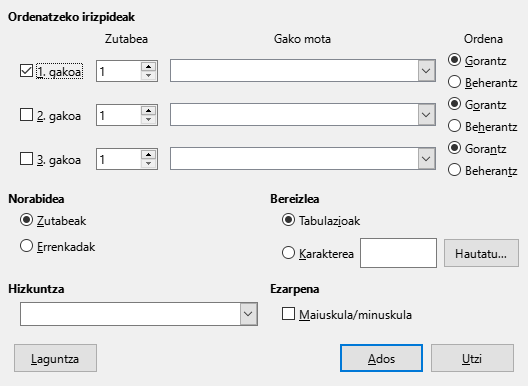 Ordenatzeko irizpideak
Zutabea Gako mota Ordena
1. gakoa 1 Gorantz
Beherantz
2. gakoa 1 Gorantz
Beherantz
3. gakoa 1 Gorantz
Beherantz
Norabidea Bereizlea
Zutabeak Tabulazioak
Errenkadak Karakterea Hautatu...
Hizkuntza Ezarpena
Maiuskula/minuskula
Laguntza Ados Utzi